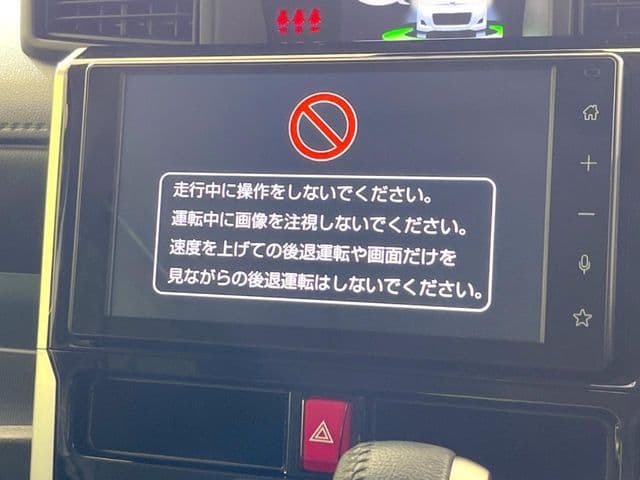 走行中に操作をしないでください。
運転中に画像を注視しないでください。
速度を上げての後退運転や画面だけを
見ながらの後退運転はしないでください。